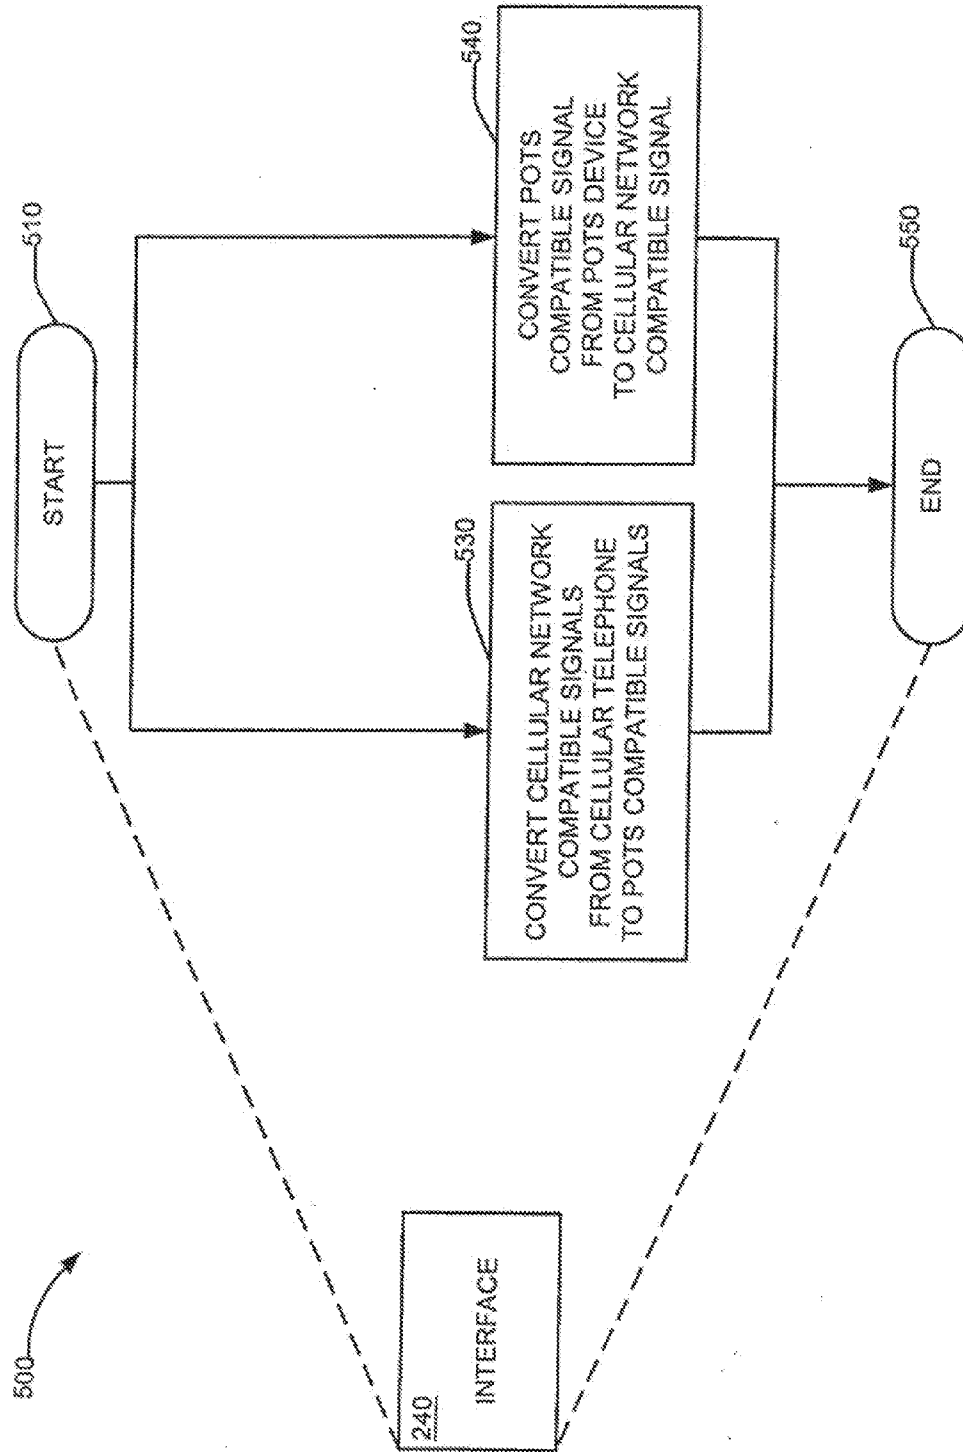 500
240
INTERFACE
START
510
CONVERT CELLULAR NETWORK
COMPATIBLE SIGNALS
FROM CELLULAR TELEPHONE
TO POTS COMPATIBLE SIGNALS
530
CONVERT POTS
COMPATIBLE SIGNAL
FROM POTS DEVICE
TO CELLULAR NETWORK
COMPATIBLE SIGNAL
540
END
550